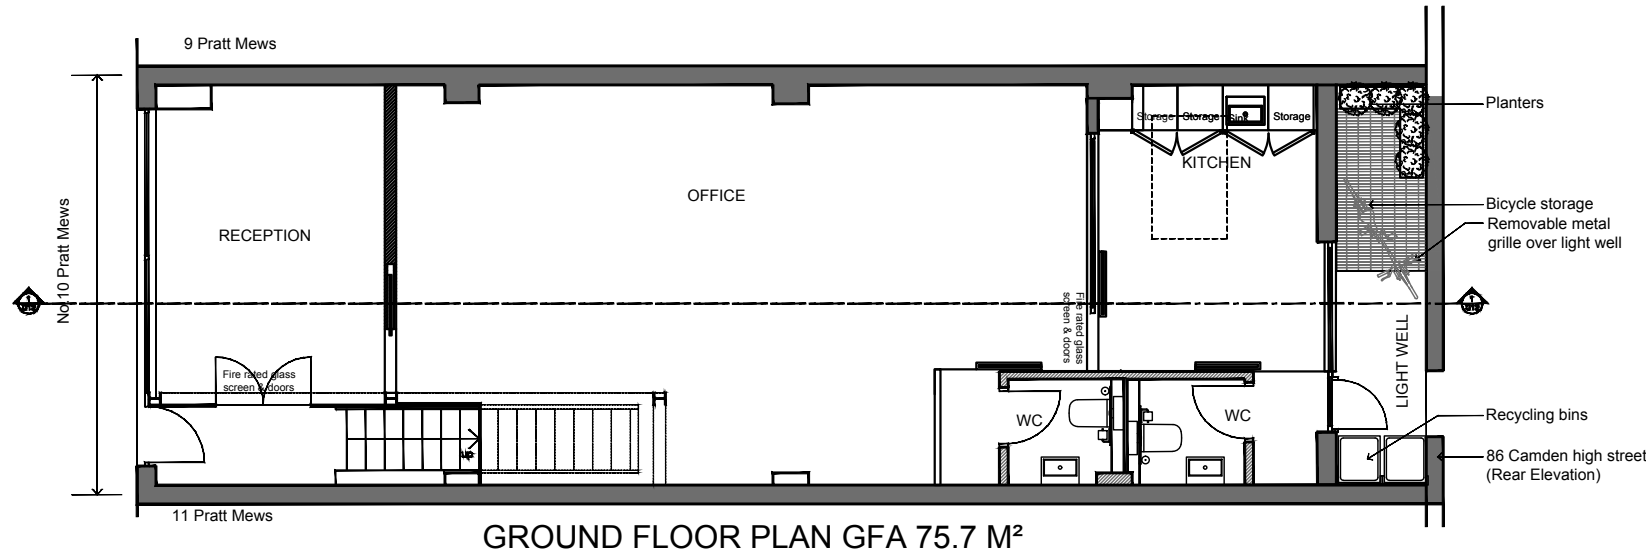 9 Pratt Mews
Planters
Storage Storage Sink Storage
KITCHEN
OFFICE
Bicycle storage
Removable metal
grille over light well
RECEPTION
No.10 Pratt Mews
Fire rated glass
screen & doors
LIGHT WELL
Fire rated glass
screen & doors
WC
WC
Recycling bins
up
86 Camden high street
(Rear Elevation)
11 Pratt Mews
GROUND FLOOR PLAN GFA 75.7 M²